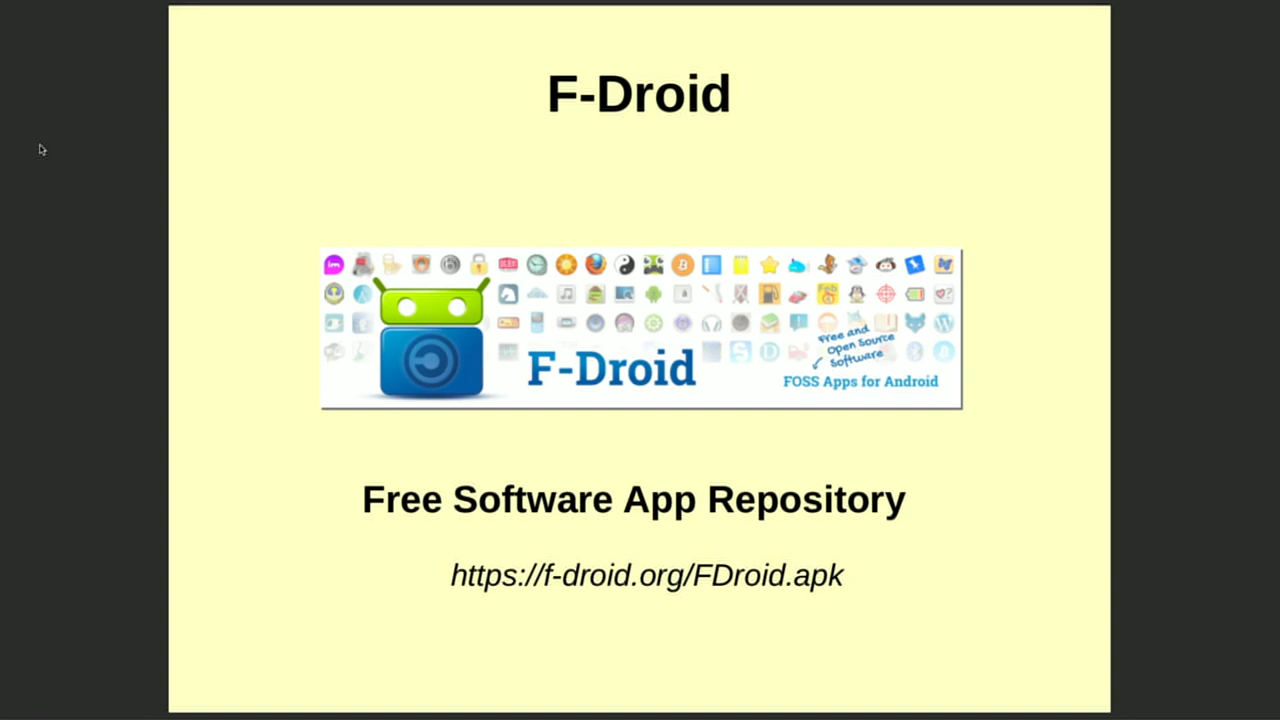 F-Droid
F-Droid
Free and
Open Source
Software
FOSS Apps for Android
Free Software App Repository
https://f-droid.org/FDroid.apk